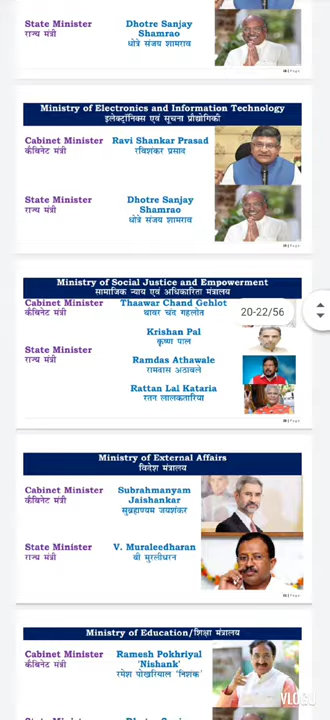 State Minister Dhotre Sanjay
राज्य मंत्री Shamrao
धोत्रे संजय शामराव
Ministry of Electronics and Information Technology
इलेक्ट्रॉनिक्स एवं सूचना प्रौद्योगिकी
Cabinet Minister Ravi Shankar Prasad
कैबिनेट मंत्री रविशंकर प्रसाद
State Minister Dhotre Sanjay
राज्य मंत्री Shamrao
धोत्रे संजय शामराव
Ministry of Social Justice and Empowerment
सामाजिक न्याय एवं अधिकारिता मंत्रालय
Cabinet Minister Thaawar Chand Gehlot
कैबिनेट मंत्री थावर चंद गहलोत
20-22/56
Krishan Pal
कृष्ण पाल
State Minister
राज्य मंत्री
Ramdas Athawale
रामदास अठावले
Rattan Lal Kataria
रतन लालकतारिया
Ministry of External Affairs
विदेश मंत्रालय
Cabinet Minister Subrahmanyam
कैबिनेट मंत्री Jaishankar
सुब्रहाण्यम जयशंकर
State Minister V. Muraleedharan
राज्य मंत्री वी मुरलीधरन
Ministry of Education/शिक्षा मंत्रालय
Cabinet Minister Ramesh Pokhriyal
कैबिनेट मंत्री 'Nishank'
रमेश पोखरियाल 'निशंक'